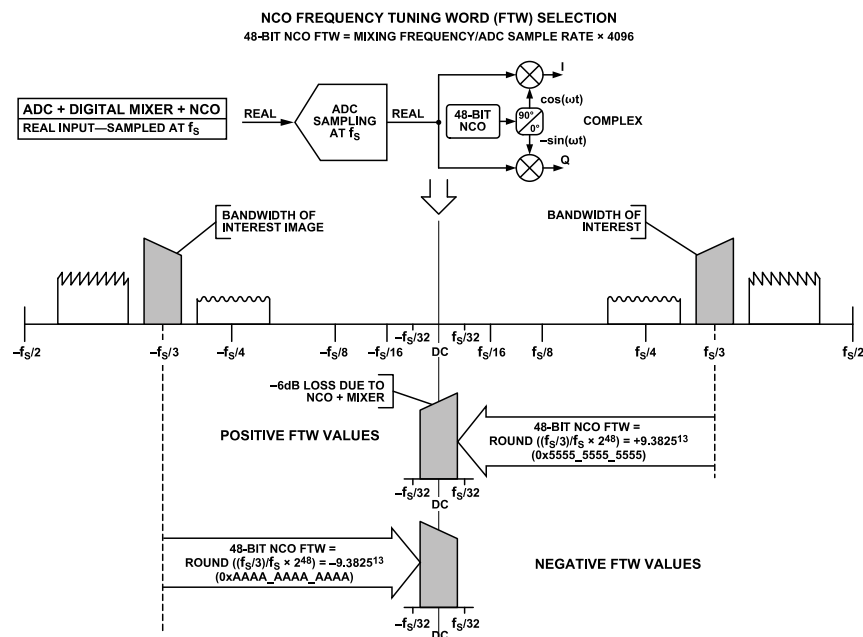 NCO FREQUENCY TUNING WORD (FTW) SELECTION
48-BIT NCO FTW = MIXING FREQUENCY/ADC SAMPLE RATE × 4096
ADC + DIGITAL MIXER + NCO
REAL INPUT—SAMPLED AT fS
REAL
ADC
SAMPLING
AT fS
REAL
48-BIT
NCO
90°
0°
I
cos(ωt)
COMPLEX
–sin(ωt)
Q
BANDWIDTH OF
INTEREST IMAGE
BANDWIDTH OF
INTEREST
–fS/2
–fS/3
–fS/4
–fS/8
–fS/16
–fS/32
DC
fS/32
fS/16
fS/8
fS/4
fS/3
fS/2
–6dB LOSS DUE TO
NCO + MIXER
POSITIVE FTW VALUES
48-BIT NCO FTW =
ROUND ((fS/3)/fS × 2^48) = +9.3825^13
(0x5555_5555_5555)
–fS/32
DC
fS/32
48-BIT NCO FTW =
ROUND ((fS/3)/fS × 2^48) = –9.3825^13
(0xAAAA_AAAA_AAAA)
NEGATIVE FTW VALUES
–fS/32
DC
fS/32